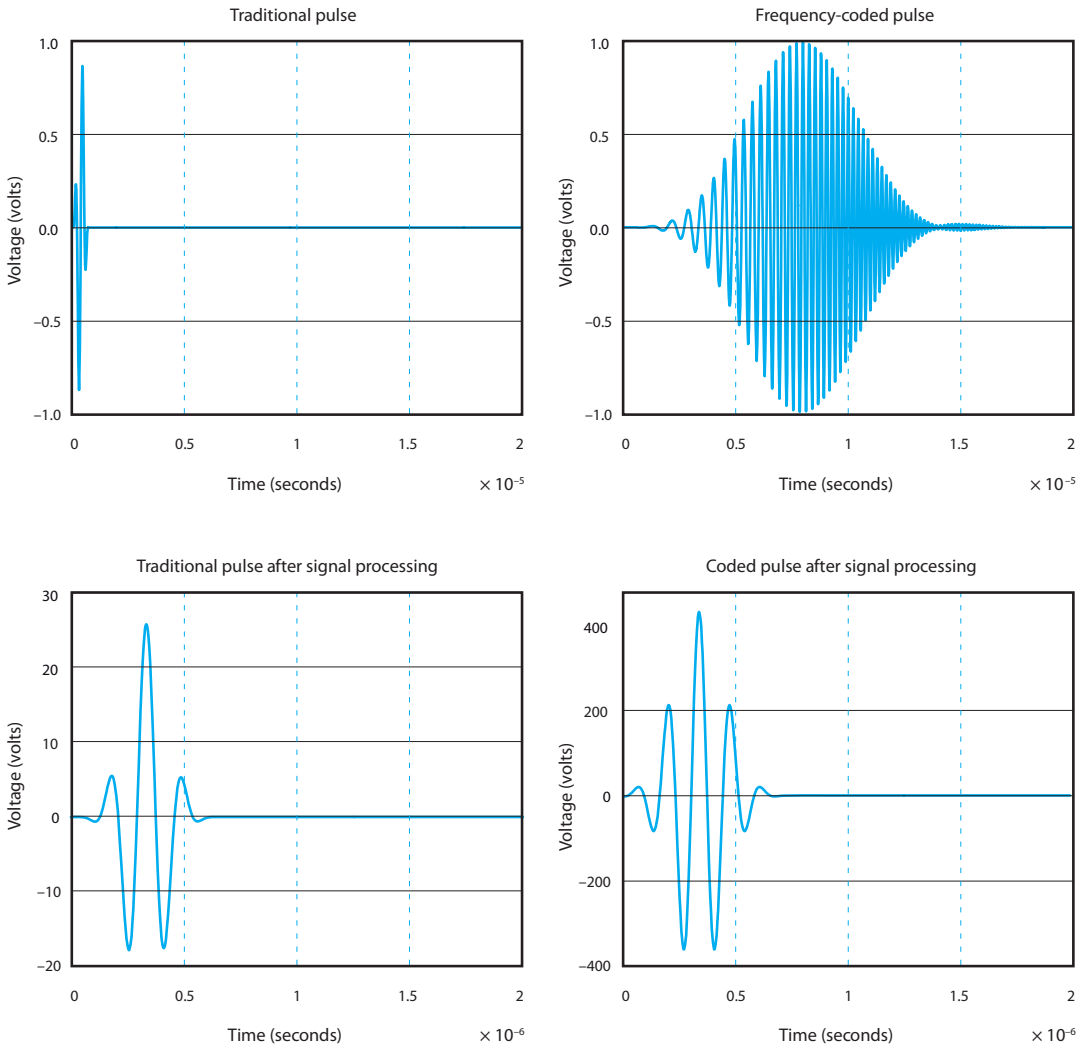 Traditional pulse
1.0
0.5
0.0
–0.5
–1.0
Voltage (volts)
0 0.5 1 1.5 2
Time (seconds) × 10⁻⁵
Frequency-coded pulse
1.0
0.5
0.0
–0.5
–1.0
Voltage (volts)
0 0.5 1 1.5 2
Time (seconds) × 10⁻⁵
Traditional pulse after signal processing
30
20
10
0
–10
–20
Voltage (volts)
0 0.5 1 1.5 2
Time (seconds) × 10⁻⁶
Coded pulse after signal processing
400
200
0
–200
–400
Voltage (volts)
0 0.5 1 1.5 2
Time (seconds) × 10⁻⁶